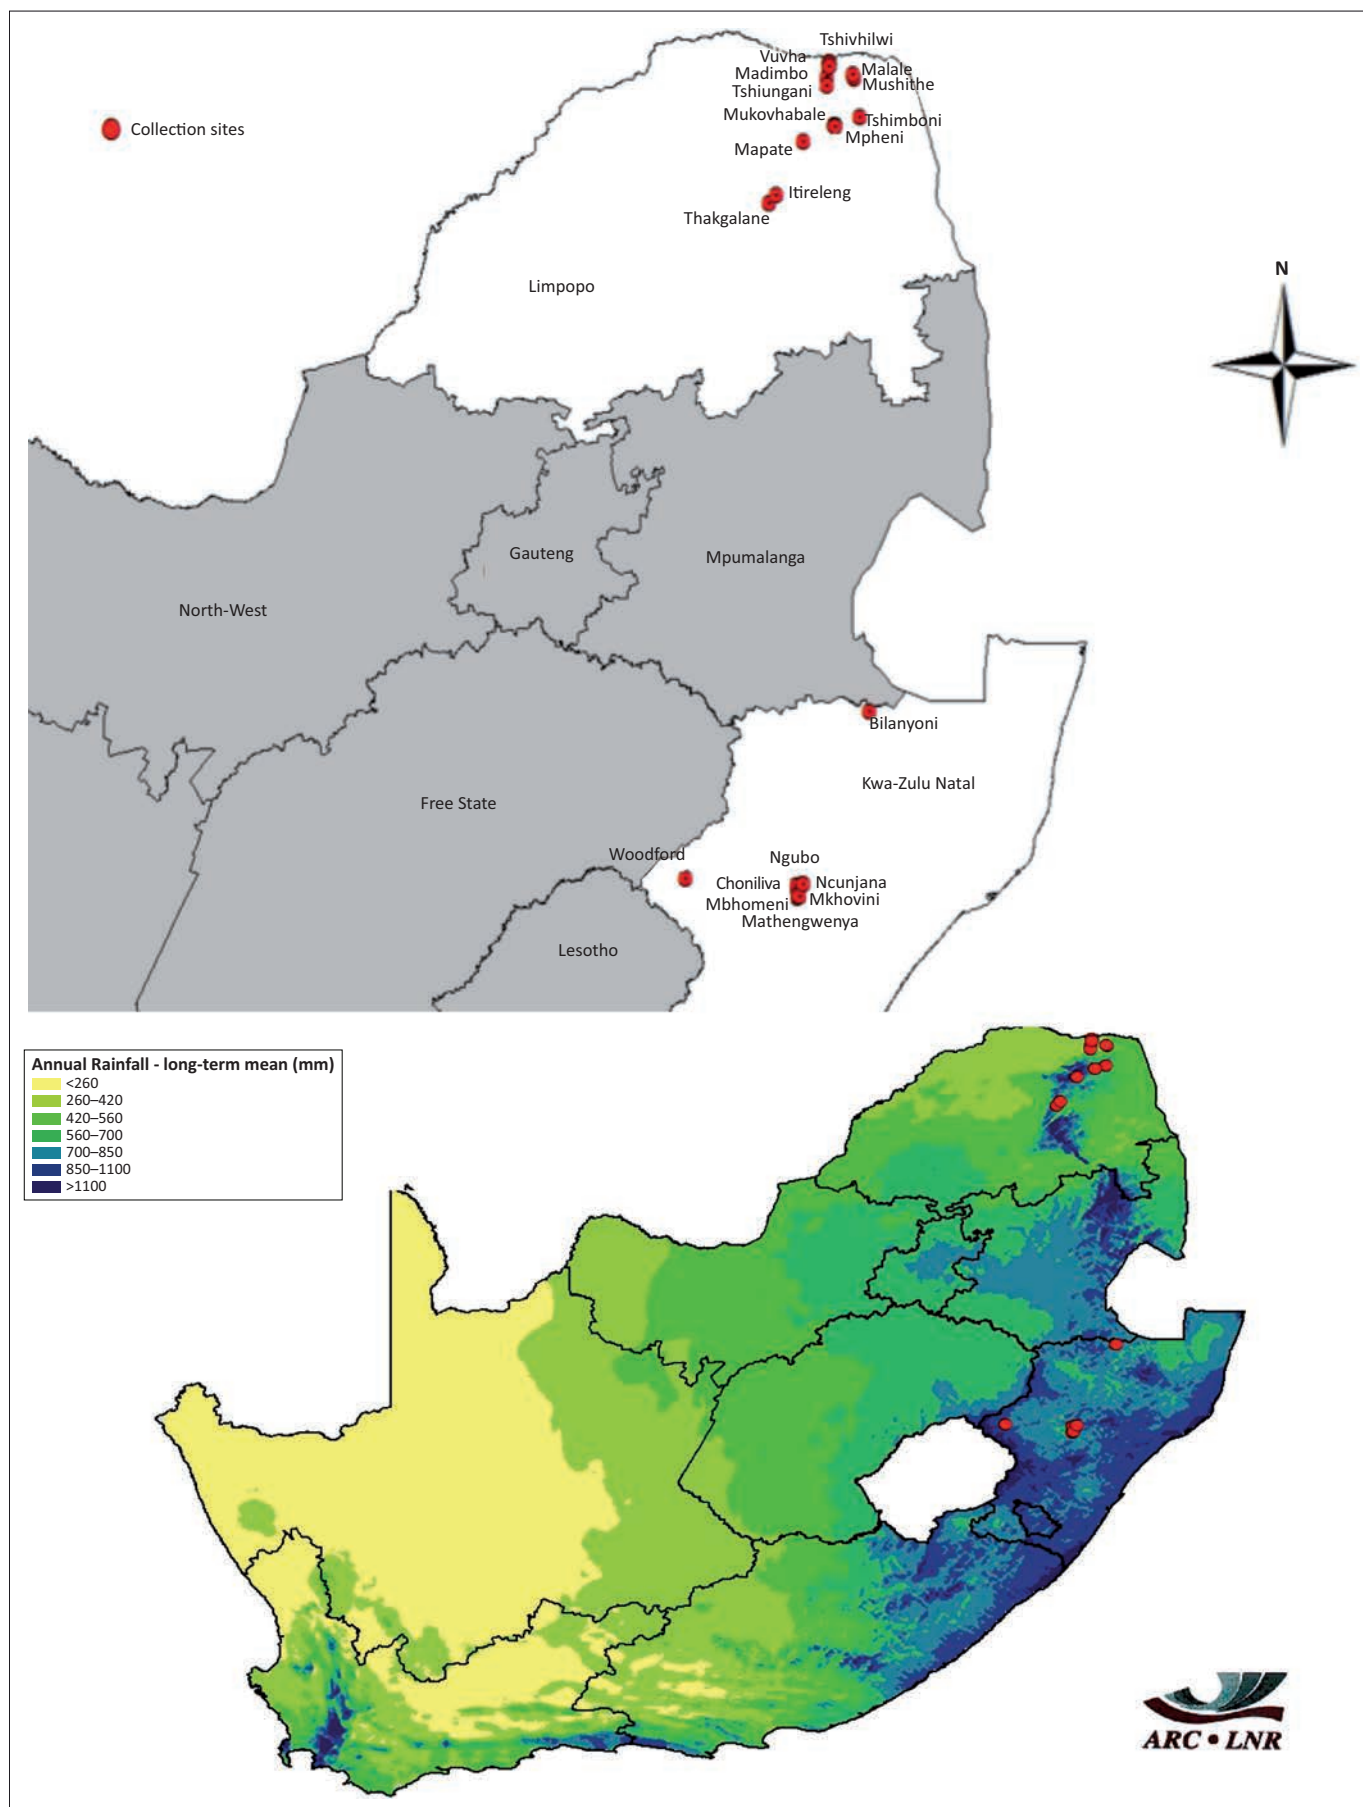 Tshivhilwi
Vuvha
Malale
Madimbo
Mushithe
Tshiungani
Mukovhabale
Tshimboni
Mpheni
Mapate
Collection sites
Itireleng
Thakgalane
Limpopo
N
Gauteng
Mpumalanga
North-West
Bilanyoni
Kwa-Zulu Natal
Free State
Woodford
Ngubo
Choniliva
Ncunjana
Mbhomeni
Mkhovini
Mathengwenya
Lesotho
Annual Rainfall - long-term mean (mm)
<260
260–420
420–560
560–700
700–850
850–1100
>1100
ARC • LNR